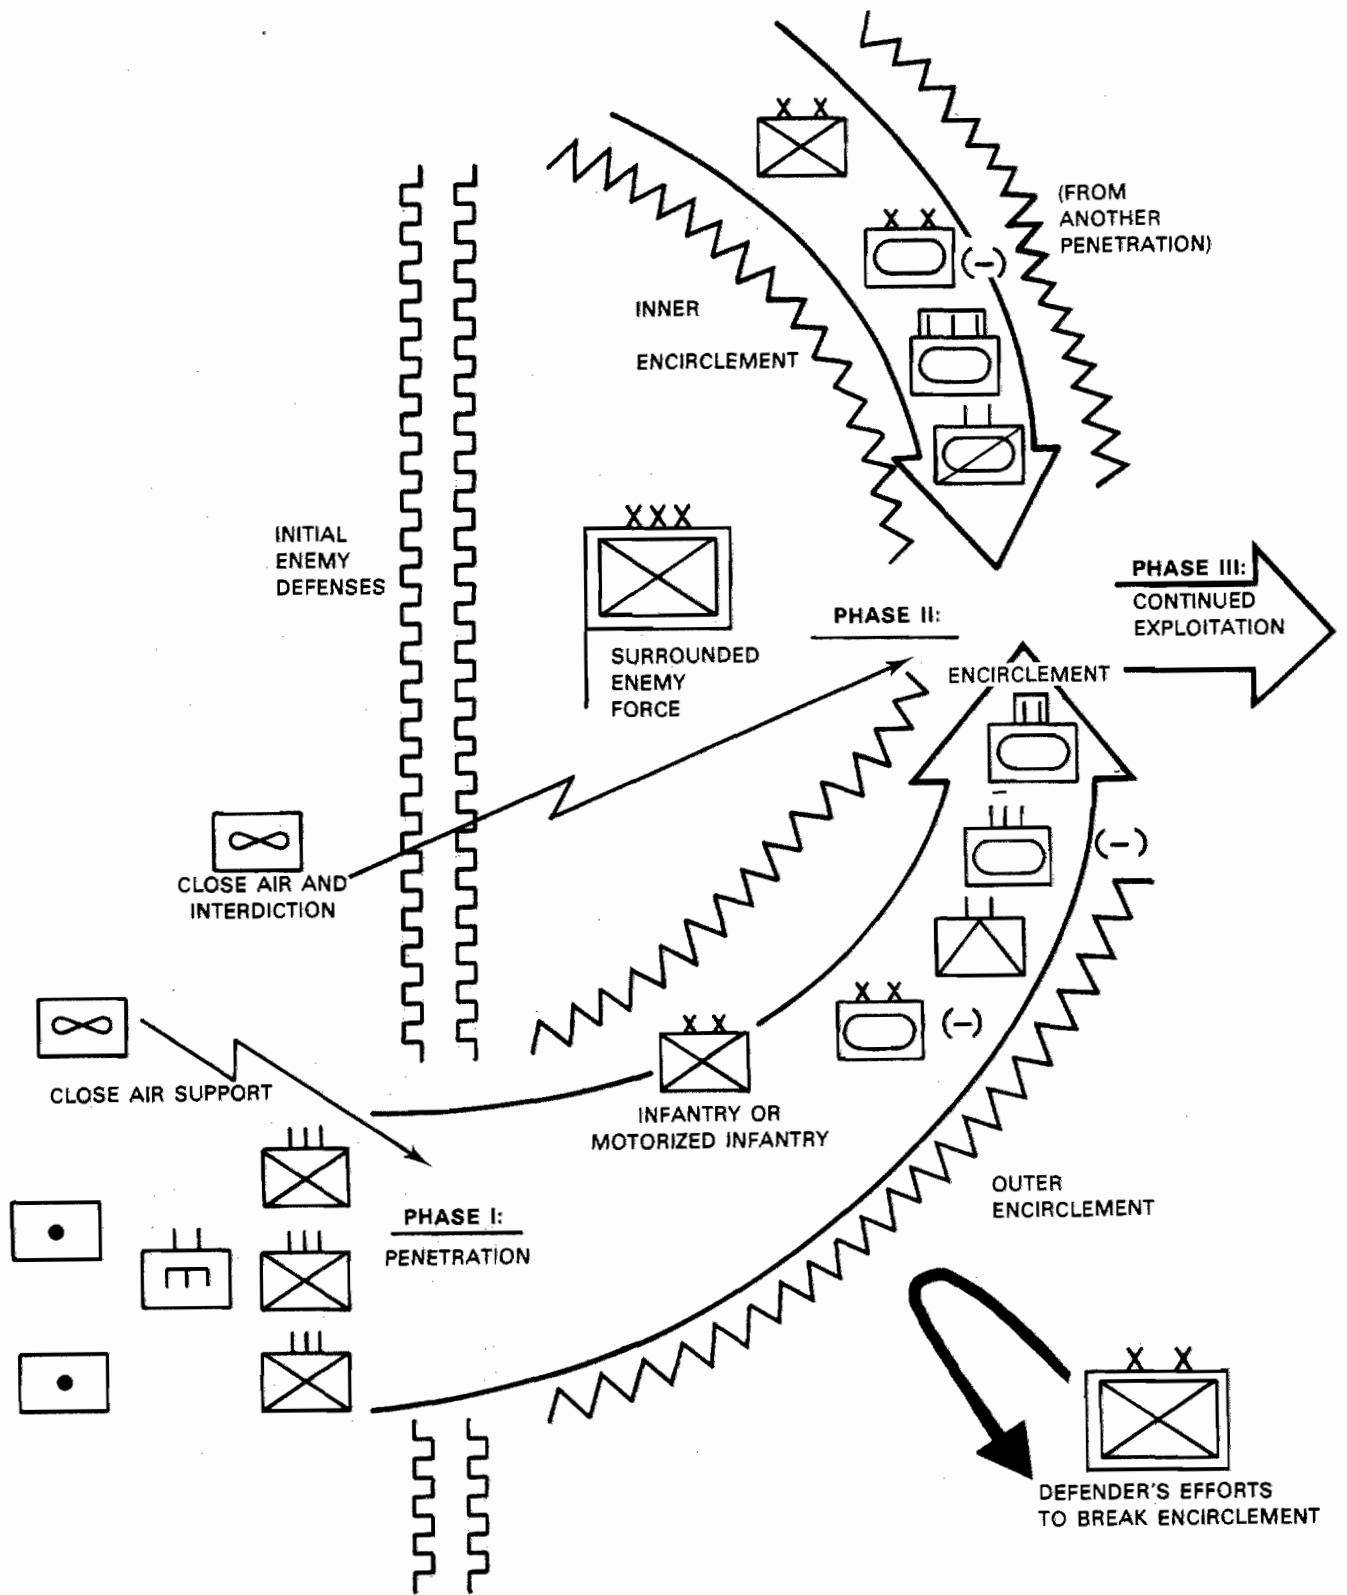 (FROM
ANOTHER
PENETRATION)
(-)
INNER
ENCIRCLEMENT
INITIAL
ENEMY
DEFENSES
PHASE II:
ENCIRCLEMENT
PHASE III:
CONTINUED
EXPLOITATION
SURROUNDED
ENEMY
FORCE
CLOSE AIR AND
INTERDICTION
(-)
(-)
CLOSE AIR SUPPORT
INFANTRY OR
MOTORIZED INFANTRY
PHASE I:
PENETRATION
OUTER
ENCIRCLEMENT
DEFENDER'S EFFORTS
TO BREAK ENCIRCLEMENT